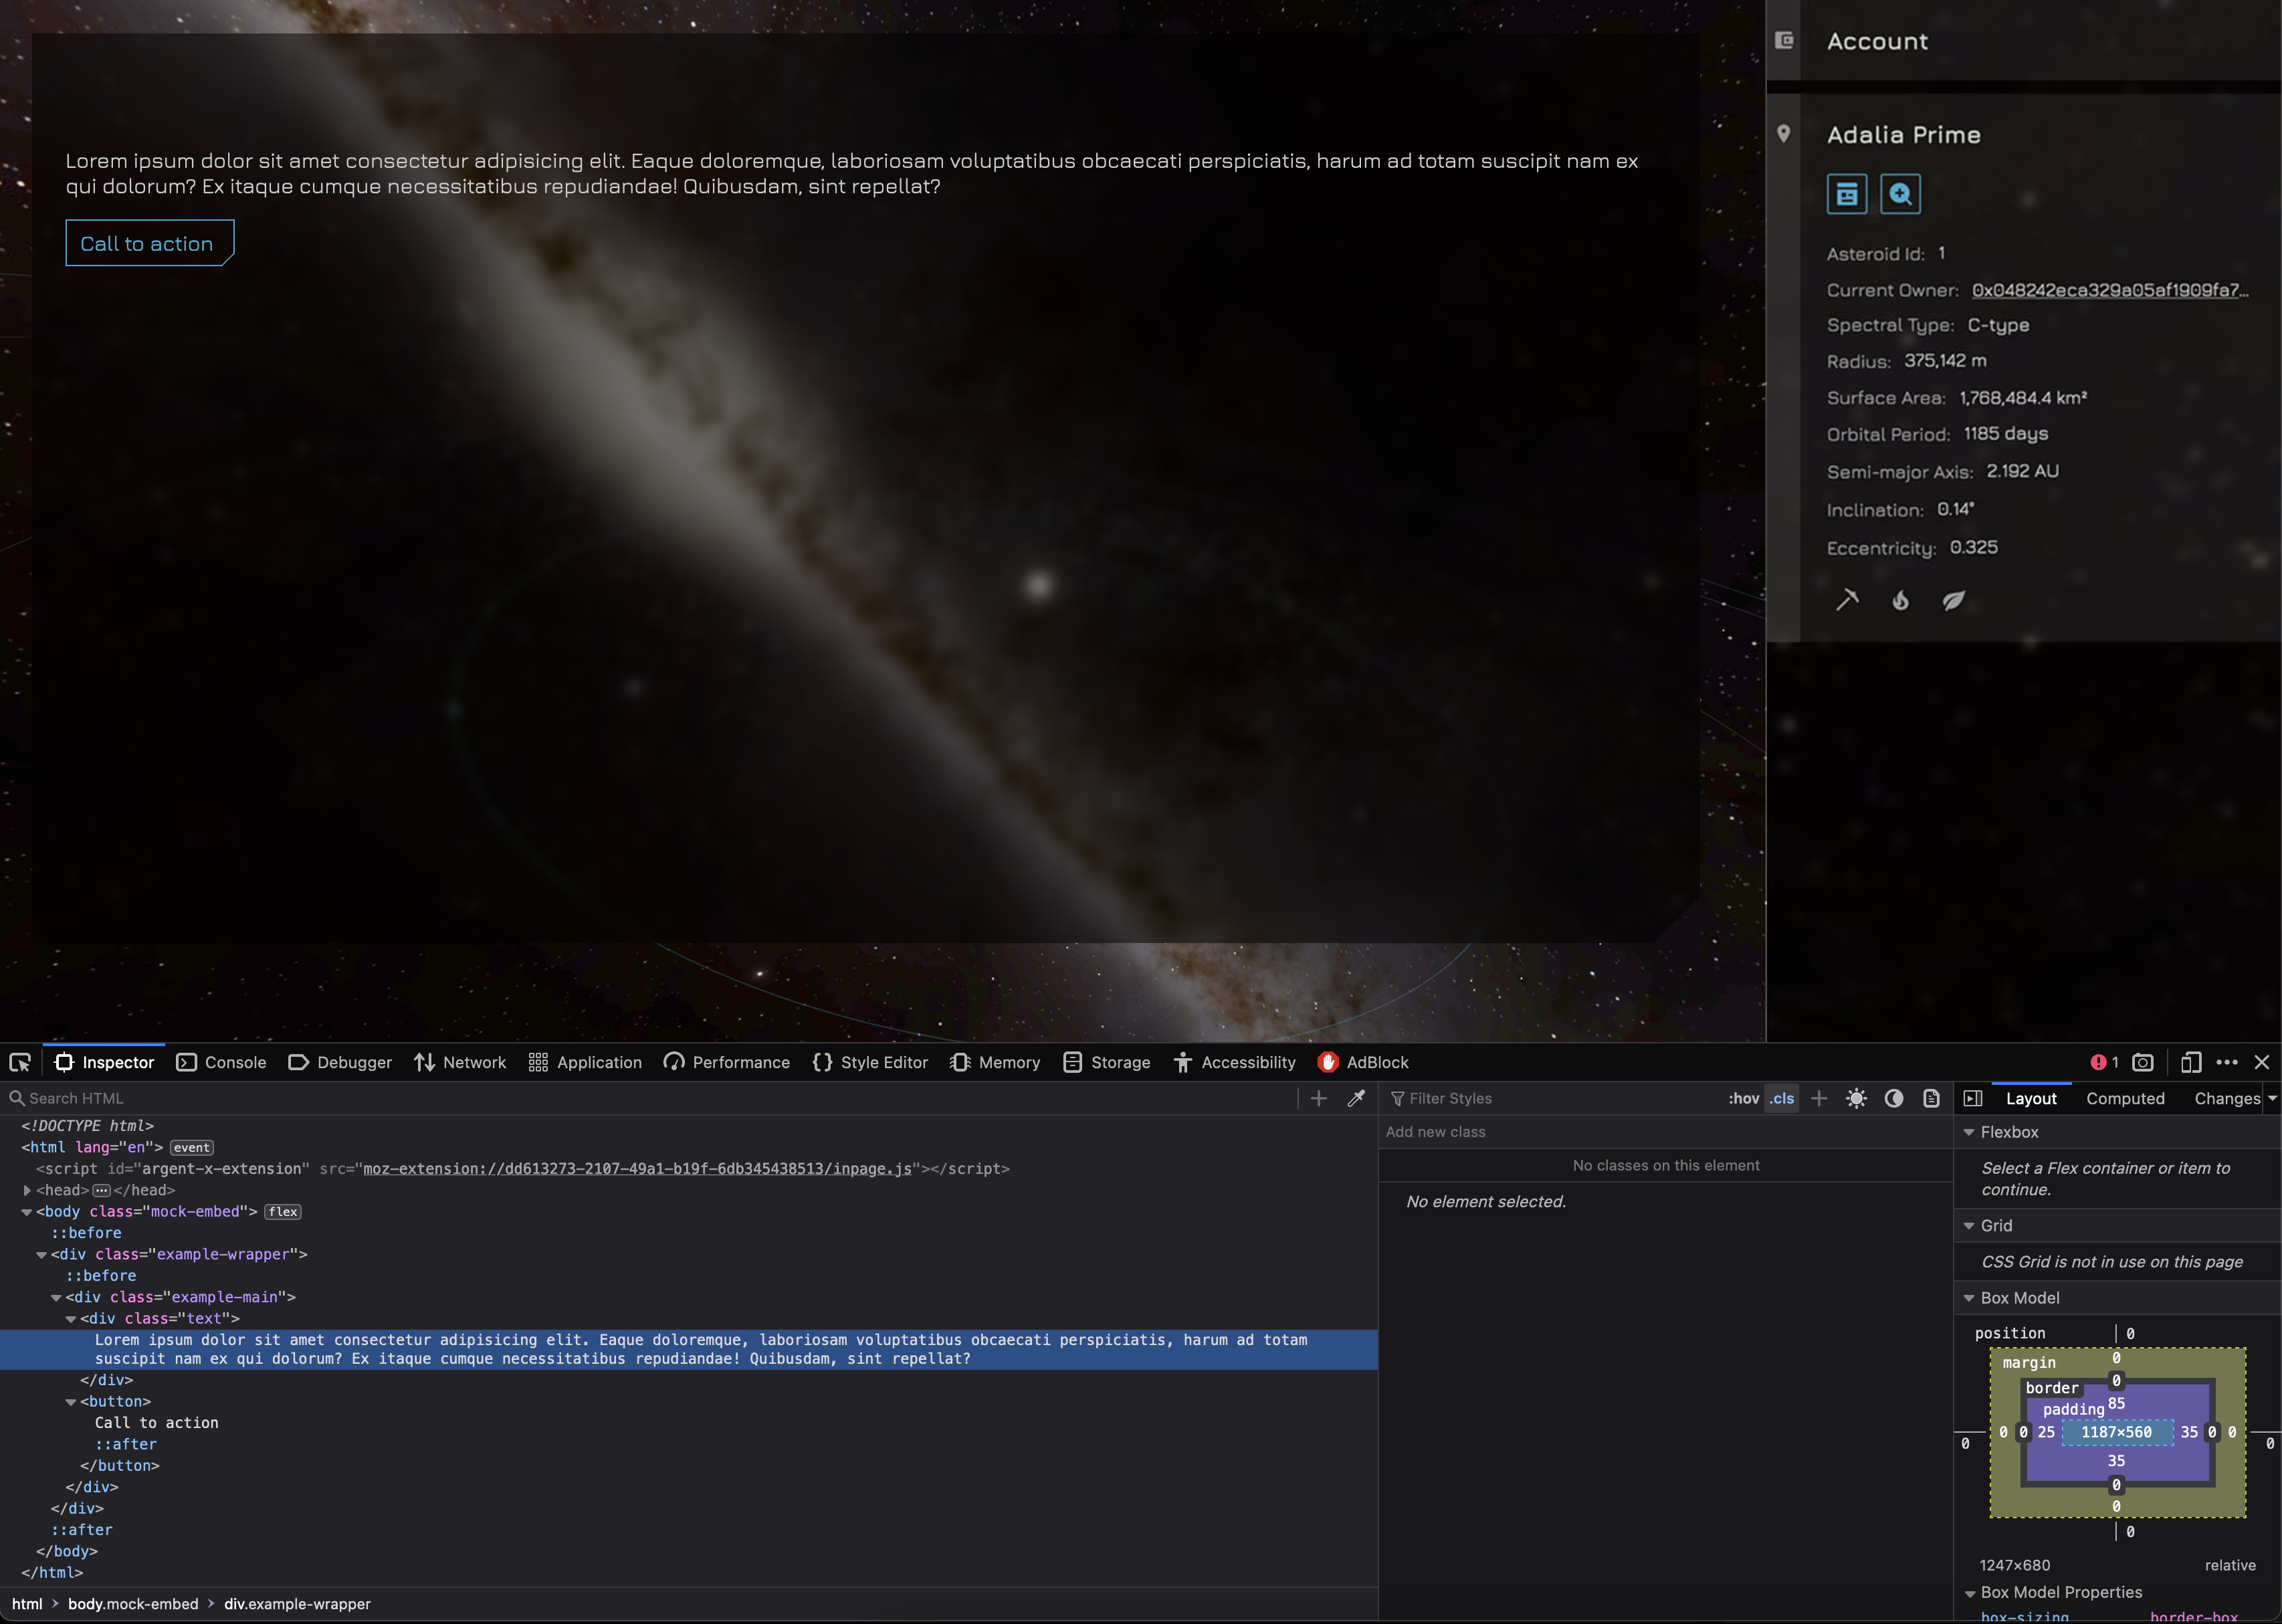 Account
Adalia Prime
Lorem ipsum dolor sit amet consectetur adipisicing elit. Eaque doloremque, laboriosam voluptatibus obcaecati perspiciatis, harum ad totam suscipit nam ex
qui dolorum? Ex itaque cumque necessitatibus repudiandae! Quibusdam, sint repellat?
Call to action
Asteroid Id: 1
Current Owner: 0x048242eca329a05af1909fa7...
Spectral Type: C-type
Radius: 375,142 m
Surface Area: 1,768,484.4 km²
Orbital Period: 1185 days
Semi-major Axis: 2.192 AU
Inclination: 0.14°
Eccentricity: 0.325
Inspector Console Debugger Network Application Performance Style Editor Memory Storage Accessibility AdBlock 1
Search HTML
<!DOCTYPE html>
<html lang="en"> event
<script id="argent-x-extension" src="moz-extension://dd613273-2107-49a1-b19f-6db345438513/inpage.js"></script>
<head>…</head>
<body class="mock-embed"> flex
::before
<div class="example-wrapper">
::before
<div class="example-main">
<div class="text">
Lorem ipsum dolor sit amet consectetur adipisicing elit. Eaque doloremque, laboriosam voluptatibus obcaecati perspiciatis, harum ad totam
suscipit nam ex qui dolorum? Ex itaque cumque necessitatibus repudiandae! Quibusdam, sint repellat?
</div>
<button>
Call to action
::after
</button>
</div>
</div>
::after
</body>
</html>
html > body.mock-embed > div.example-wrapper
Filter Styles :hov .cls
Add new class
No classes on this element
No element selected.
Layout Computed Changes
Flexbox
Select a Flex container or item to
continue.
Grid
CSS Grid is not in use on this page
Box Model
position 0
margin 0
border 0
padding 85
0 0 0 25 1187×560 35 0 0 0
35
0
0
0
1247×680 relative
Box Model Properties
box-sizing border-box